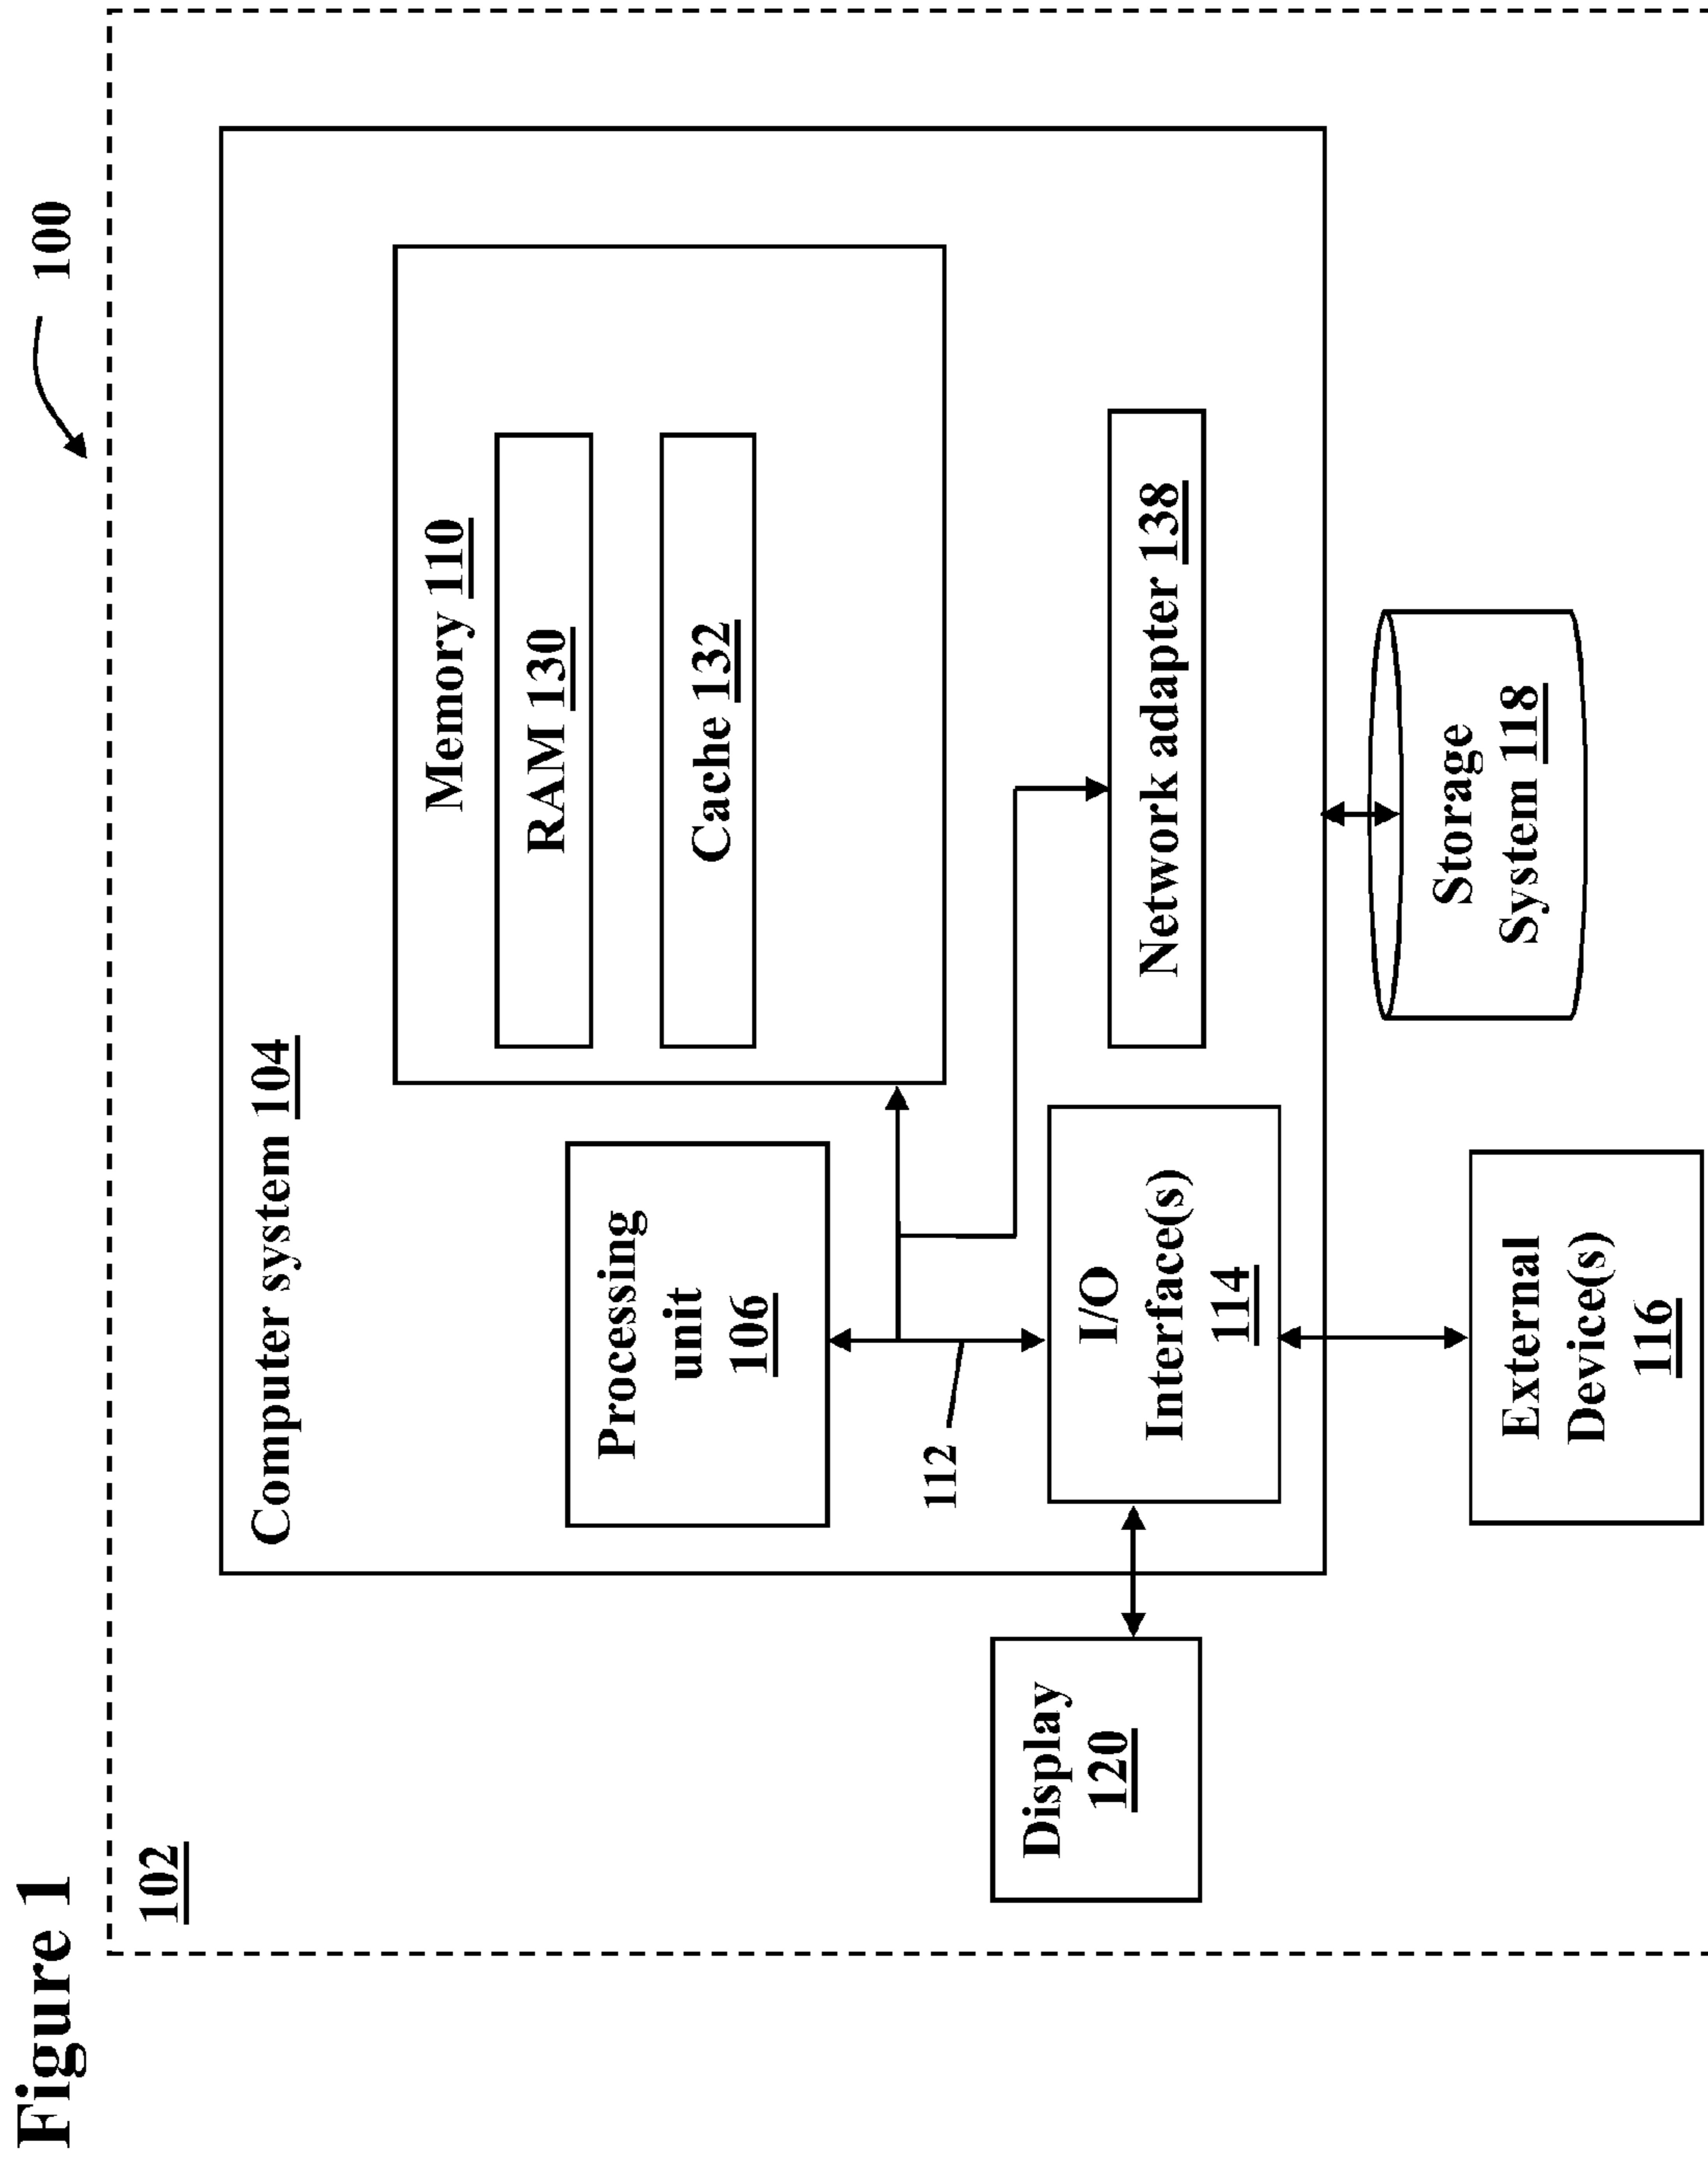 Figure 1
100
102
Computer system 104
Memory 110
RAM 130
Cache 132
Processing
unit
106
112
Network adapter 138
I/O
Interface(s)
114
Display
120
Storage
System 118
External
Device(s)
116